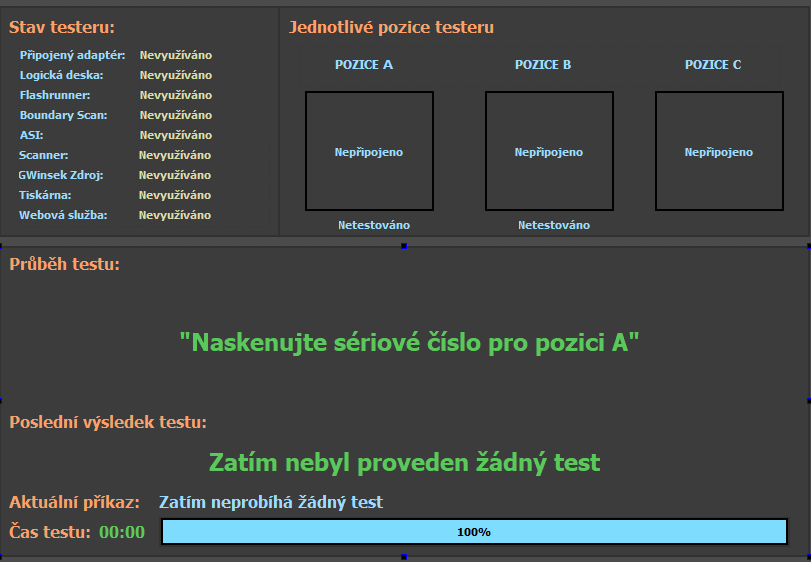 Stav testeru:
Připojený adaptér: Nevyužíváno
Logická deska: Nevyužíváno
Flashrunner: Nevyužíváno
Boundary Scan: Nevyužíváno
ASI: Nevyužíváno
Scanner: Nevyužíváno
GWinsek Zdroj: Nevyužíváno
Tiskárna: Nevyužíváno
Webová služba: Nevyužíváno
Jednotlivé pozice testeru
POZICE A POZICE B POZICE C
Nepřipojeno Nepřipojeno Nepřipojeno
Netestováno Netestováno
Průběh testu:
"Naskenujte sériové číslo pro pozici A"
Poslední výsledek testu:
Zatím nebyl proveden žádný test
Aktuální příkaz: Zatím neprobíhá žádný test
Čas testu: 00:00 100%